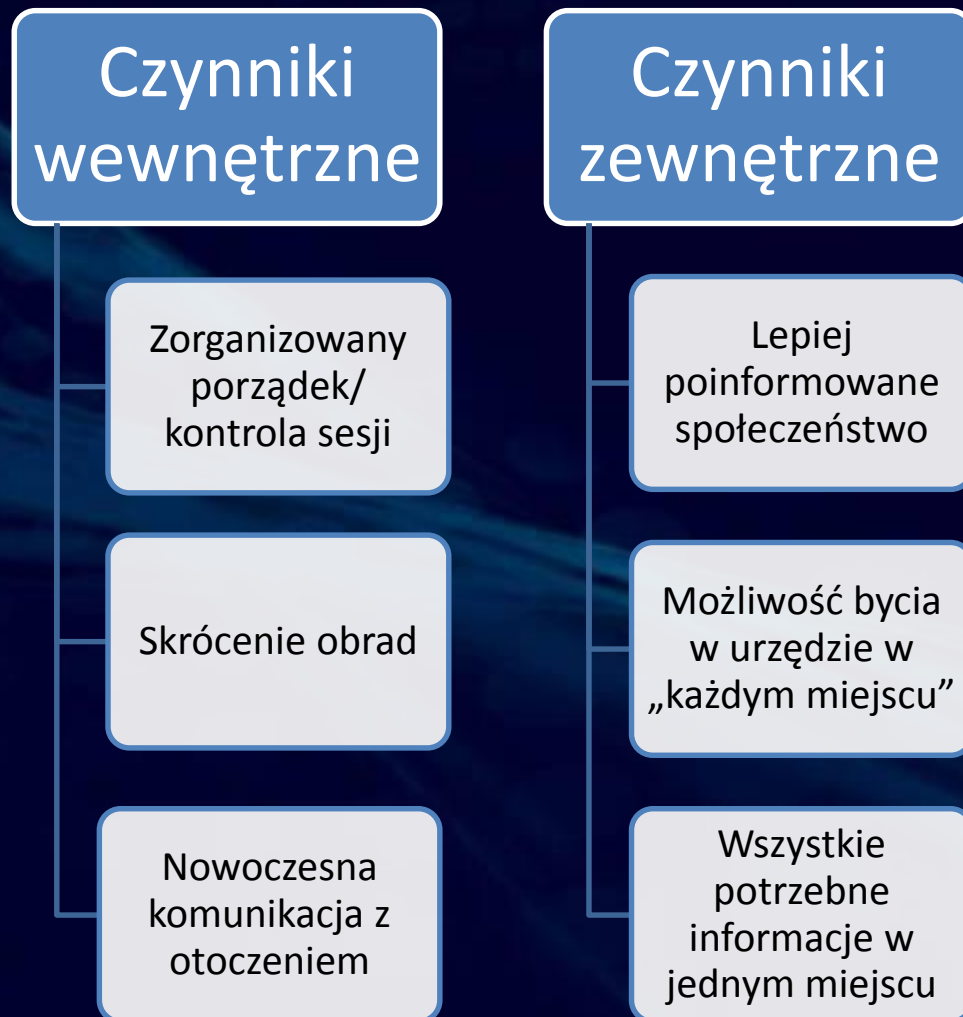 Czynniki
wewnętrzne
Zorganizowany
porządek/
kontrola sesji
Skrócenie obrad
Nowoczesna
komunikacja z
otoczeniem
Czynniki
zewnętrzne
Lepiej
poinformowane
społeczeństwo
Możliwość bycia
w urzędzie w
„każdym miejscu”
Wszystkie
potrzebne
informacje w
jednym miejscu